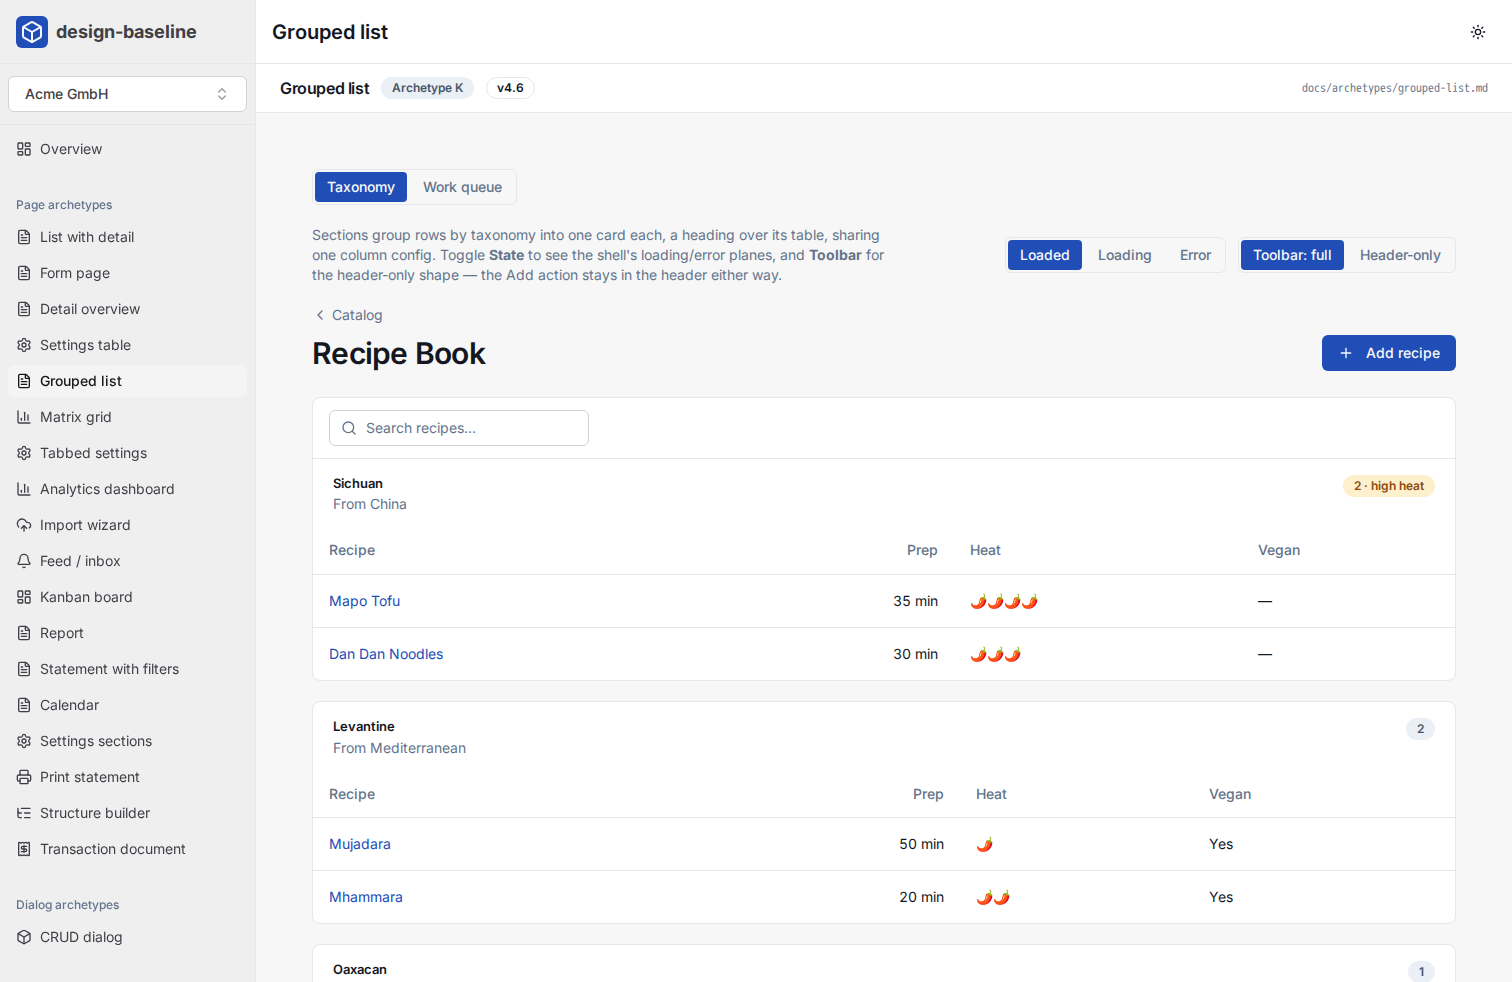 design-baseline
Grouped list
Acme GmbH
Grouped list
Archetype K
v4.6
docs/archetypes/grouped-list.md
Overview
Page archetypes
List with detail
Form page
Detail overview
Settings table
Grouped list
Matrix grid
Tabbed settings
Analytics dashboard
Import wizard
Feed / inbox
Kanban board
Report
Statement with filters
Calendar
Settings sections
Print statement
Structure builder
Transaction document
Dialog archetypes
CRUD dialog
Taxonomy
Work queue
Sections group rows by taxonomy into one card each, a heading over its table, sharing
one column config. Toggle State to see the shell's loading/error planes, and Toolbar for
the header-only shape — the Add action stays in the header either way.
Loaded
Loading
Error
Toolbar: full
Header-only
Catalog
Recipe Book
Add recipe
Search recipes...
Sichuan
From China
2 · high heat
Recipe Prep Heat Vegan
Mapo Tofu 35 min 🌶️🌶️🌶️🌶️ —
Dan Dan Noodles 30 min 🌶️🌶️🌶️ —
Levantine
From Mediterranean
2
Recipe Prep Heat Vegan
Mujadara 50 min 🌶️ Yes
Mhammara 20 min 🌶️🌶️ Yes
Oaxacan
1